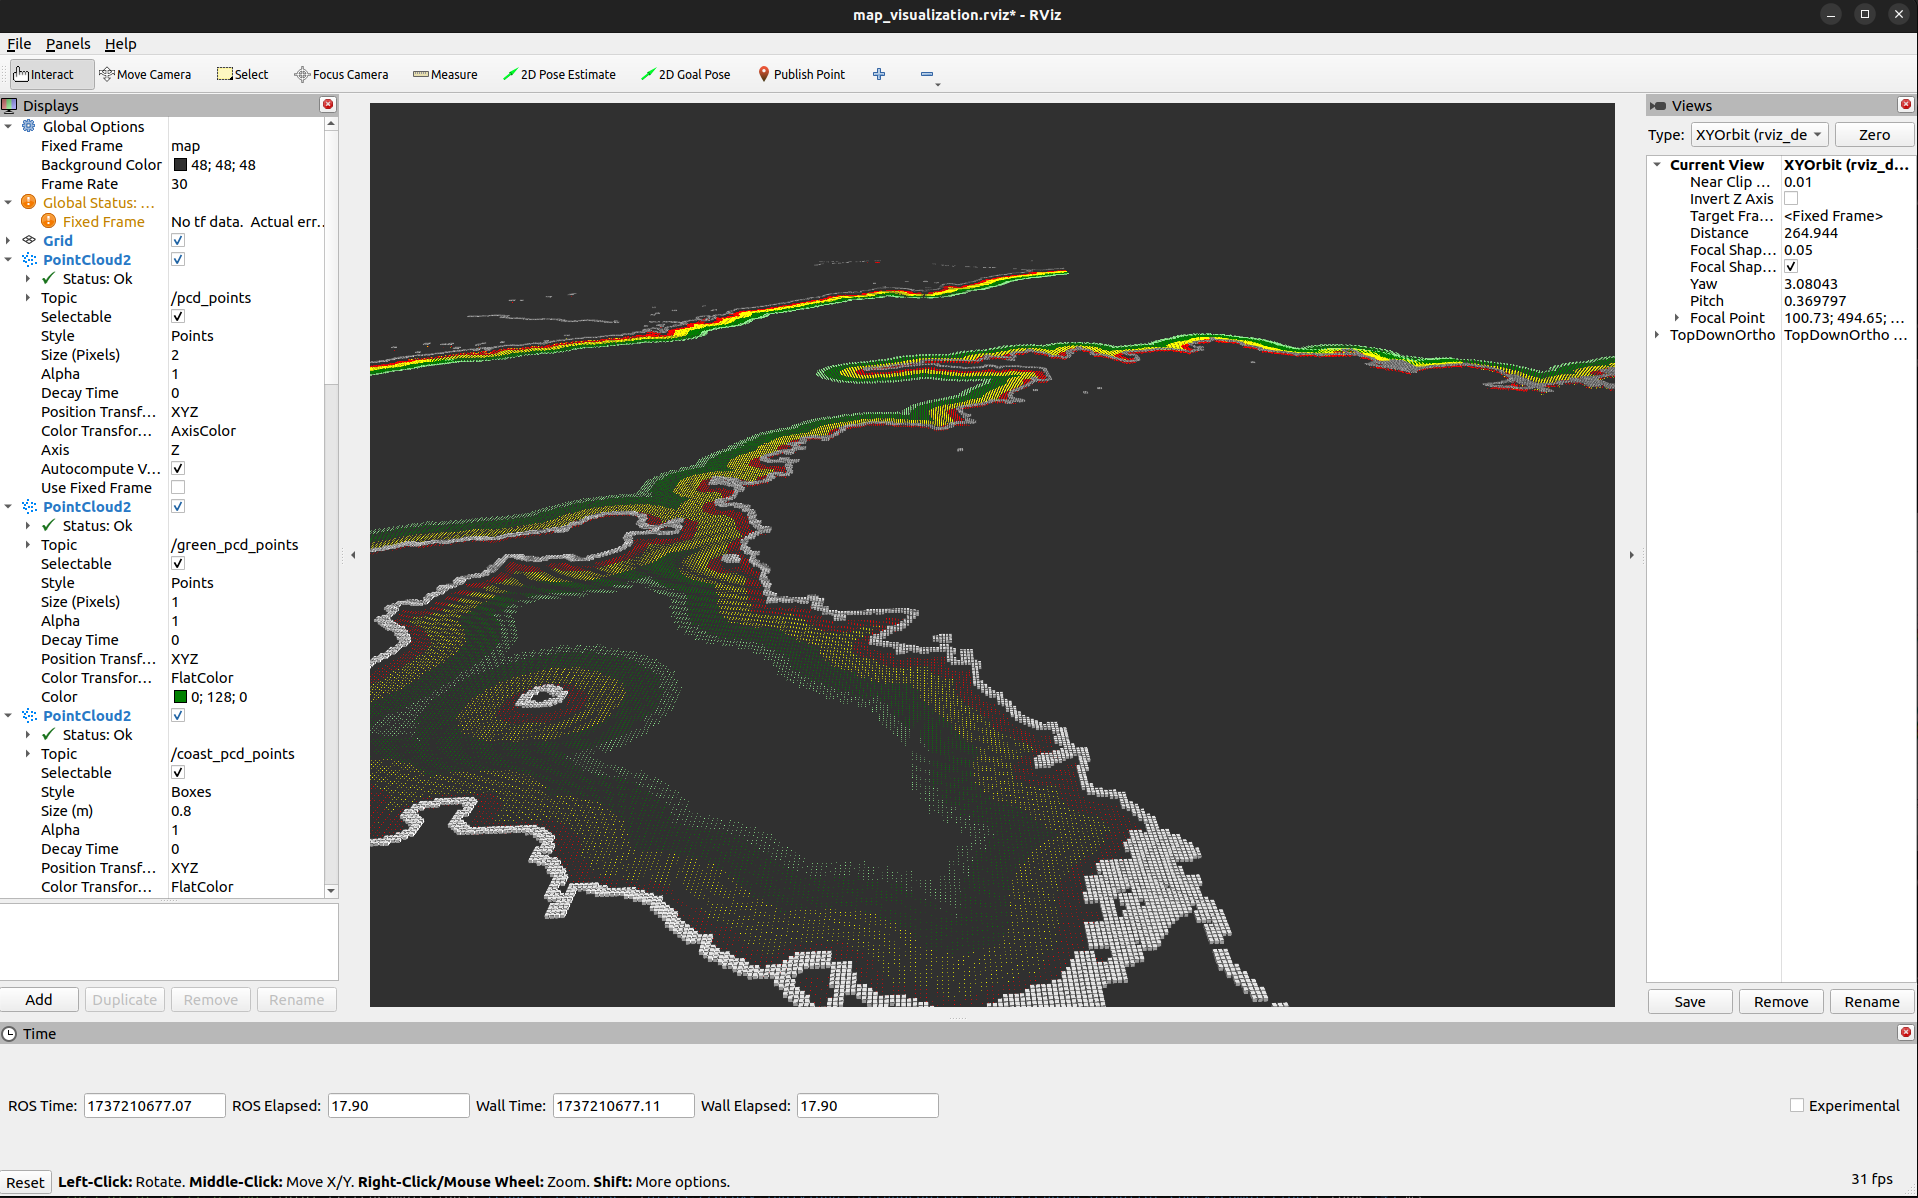 map_visualization.rviz* - RViz
File Panels Help
Interact Move Camera Select Focus Camera Measure 2D Pose Estimate 2D Goal Pose Publish Point
Displays
Global Options
Fixed Frame map
Background Color 48; 48; 48
Frame Rate 30
Global Status: ...
Fixed Frame No tf data. Actual err..
Grid
PointCloud2
Status: Ok
Topic /pcd_points
Selectable
Style Points
Size (Pixels) 2
Alpha 1
Decay Time 0
Position Transf... XYZ
Color Transfor... AxisColor
Axis Z
Autocompute V...
Use Fixed Frame
PointCloud2
Status: Ok
Topic /green_pcd_points
Selectable
Style Points
Size (Pixels) 1
Alpha 1
Decay Time 0
Position Transf... XYZ
Color Transfor... FlatColor
Color 0; 128; 0
PointCloud2
Status: Ok
Topic /coast_pcd_points
Selectable
Style Boxes
Size (m) 0.8
Alpha 1
Decay Time 0
Position Transf... XYZ
Color Transfor... FlatColor
Add Duplicate Remove Rename
Views
Type: XYOrbit (rviz_de Zero
Current View XYOrbit (rviz_d...
Near Clip ... 0.01
Invert Z Axis
Target Fra... <Fixed Frame>
Distance 264.944
Focal Shap... 0.05
Focal Shap...
Yaw 3.08043
Pitch 0.369797
Focal Point 100.73; 494.65; ...
TopDownOrtho TopDownOrtho ...
Save Remove Rename
Time
ROS Time: 1737210677.07 ROS Elapsed: 17.90 Wall Time: 1737210677.11 Wall Elapsed: 17.90 Experimental
Reset Left-Click: Rotate. Middle-Click: Move X/Y. Right-Click/Mouse Wheel: Zoom. Shift: More options. 31 fps